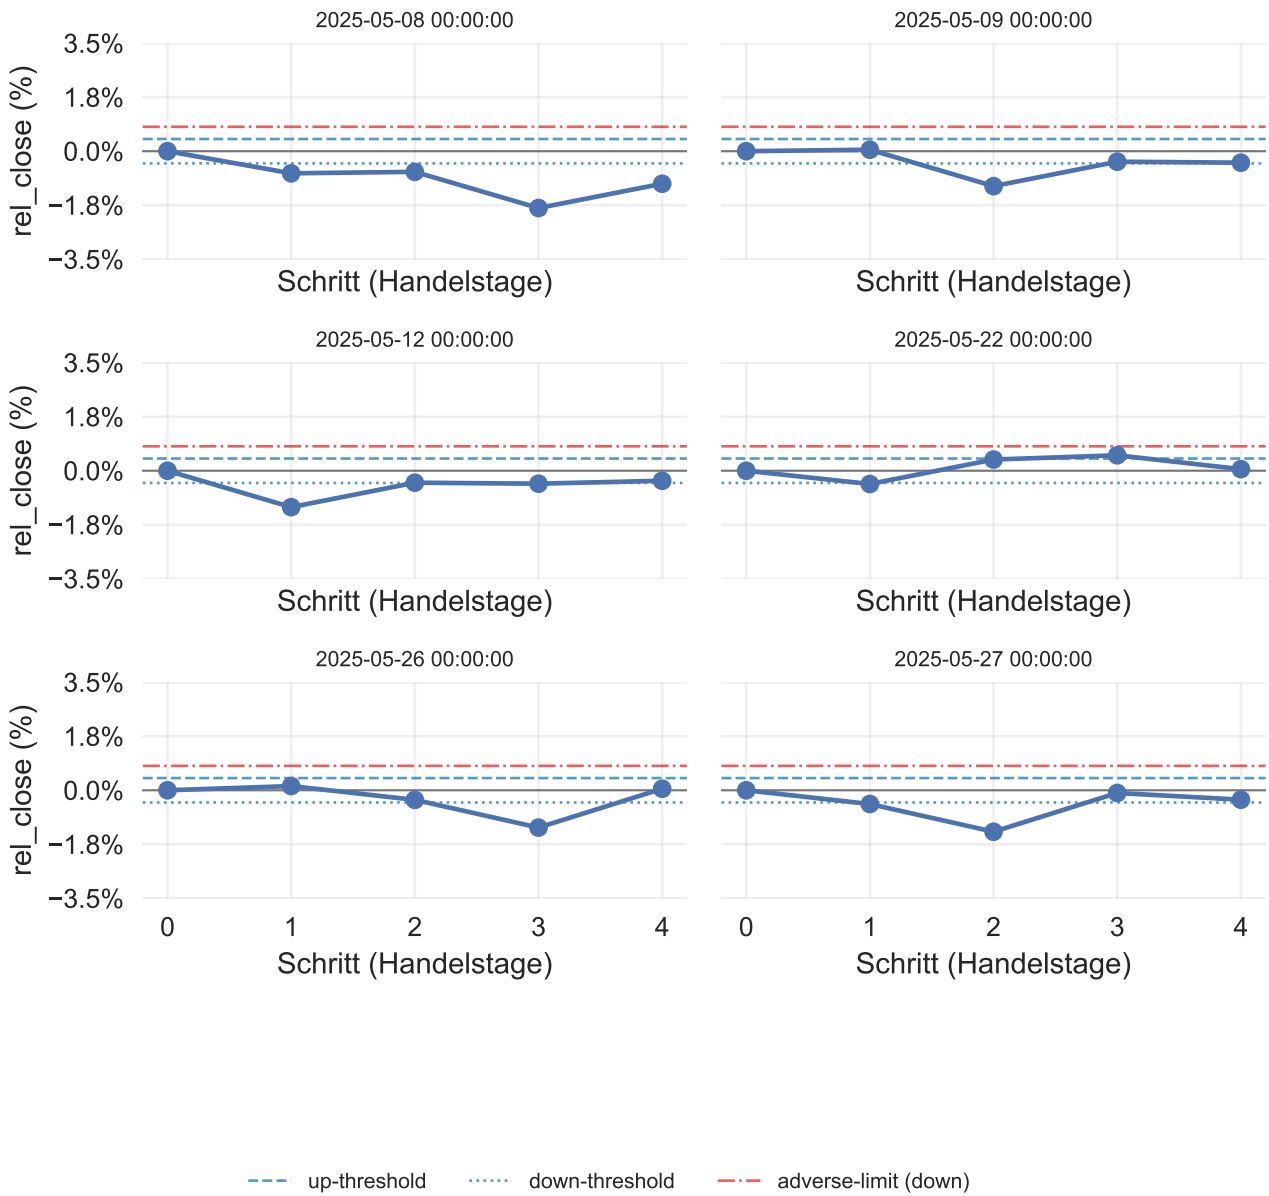 2025-05-08 00:00:00
2025-05-09 00:00:00
rel_close (%)
3.5%
1.8%
0.0%
−1.8%
−3.5%
Schritt (Handelstage)
Schritt (Handelstage)
2025-05-12 00:00:00
2025-05-22 00:00:00
rel_close (%)
3.5%
1.8%
0.0%
−1.8%
−3.5%
Schritt (Handelstage)
Schritt (Handelstage)
2025-05-26 00:00:00
2025-05-27 00:00:00
rel_close (%)
3.5%
1.8%
0.0%
−1.8%
−3.5%
0 1 2 3 4
0 1 2 3 4
Schritt (Handelstage)
Schritt (Handelstage)
up-threshold
down-threshold
adverse-limit (down)